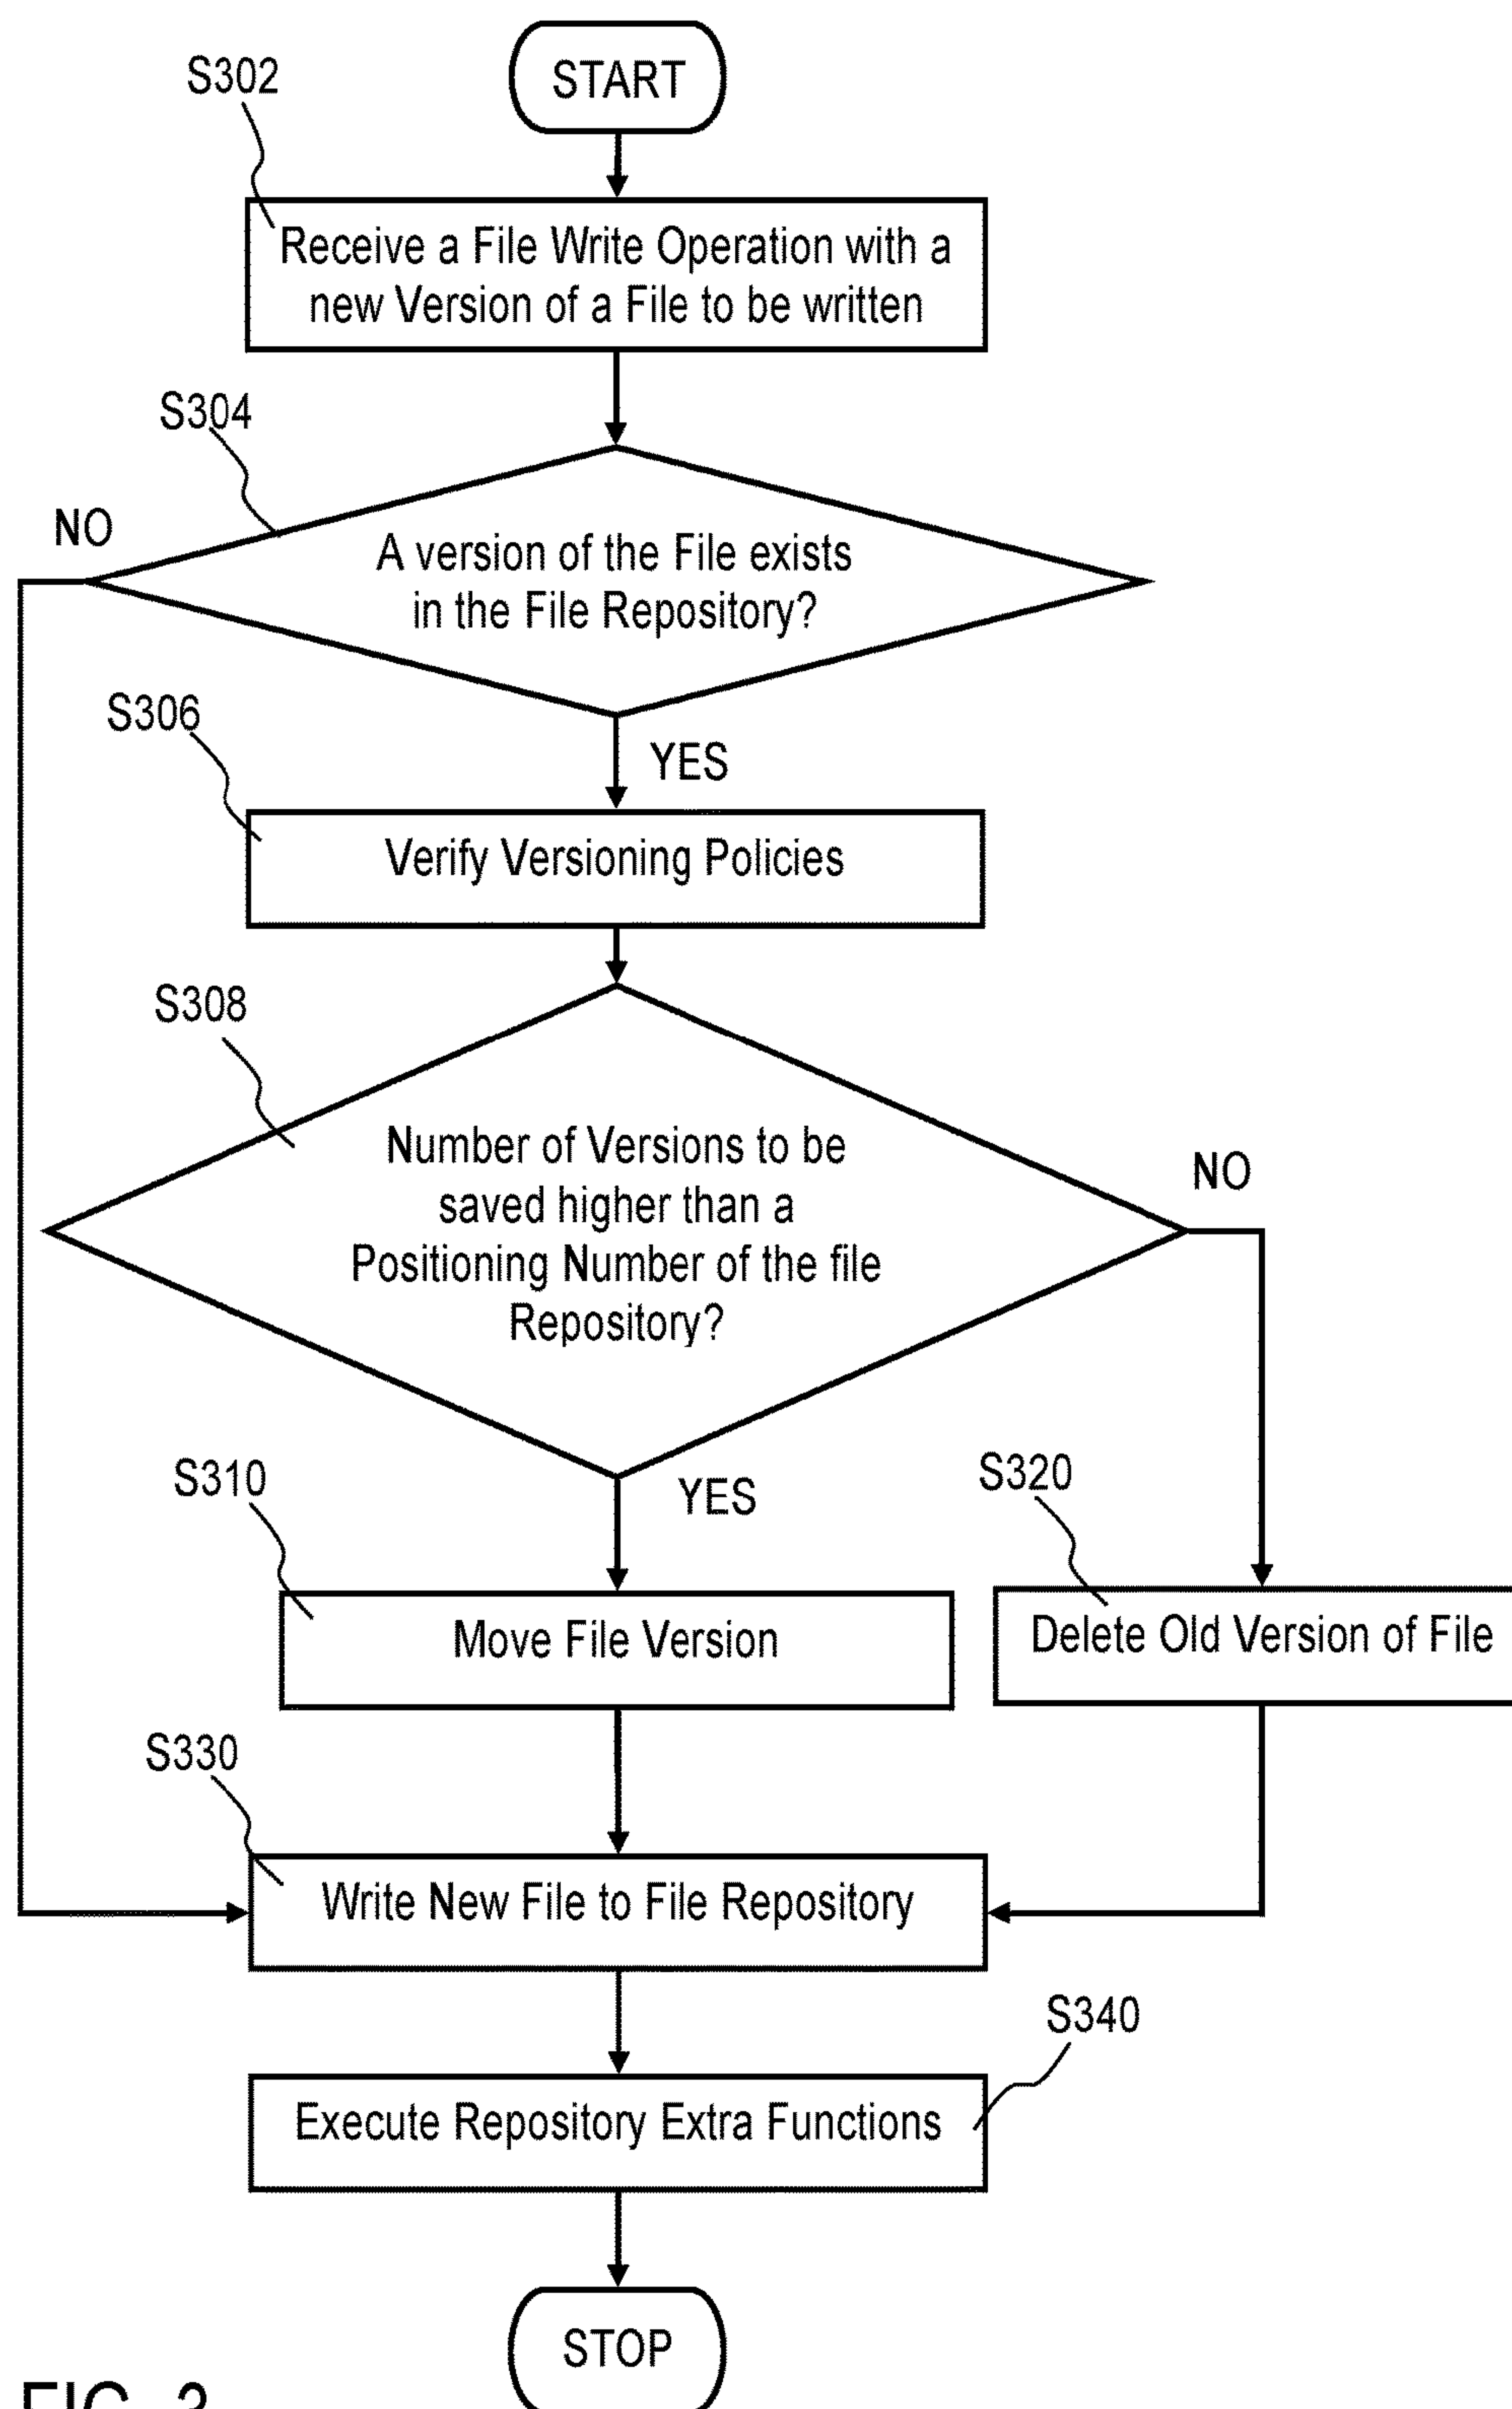 START
S302
Receive a File Write Operation with a
new Version of a File to be written
S304
NO
A version of the File exists
in the File Repository?
S306
YES
Verify Versioning Policies
S308
Number of Versions to be
saved higher than a
Positioning Number of the file
Repository?
NO
S310
YES
S320
Move File Version
Delete Old Version of File
S330
Write New File to File Repository
S340
Execute Repository Extra Functions
STOP
FIG. 3